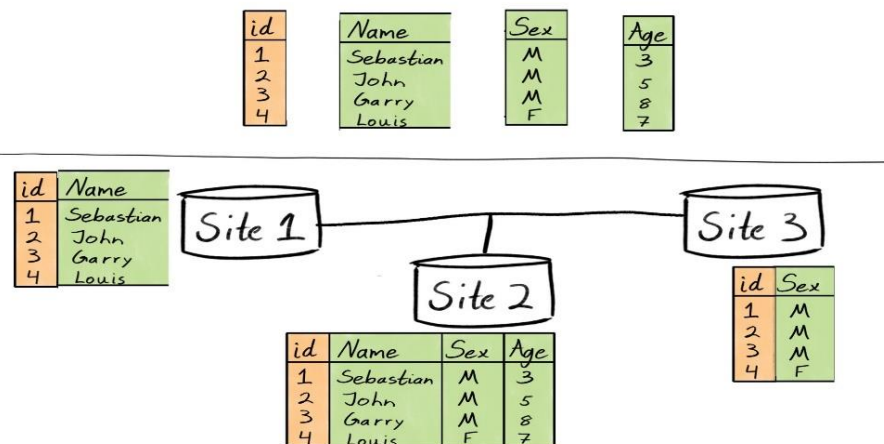 id Name Sex Age
1 Sebastian M 3
2 John M 5
3 Garry M 8
4 Louis F 7
id Name
1 Sebastian
2 John
3 Garry
4 Louis
Site 1
Site 2
Site 3
id Sex
1 M
2 M
3 M
4 F
id Name Sex Age
1 Sebastian M 3
2 John M 5
3 Garry M 8
4 Louis F 7